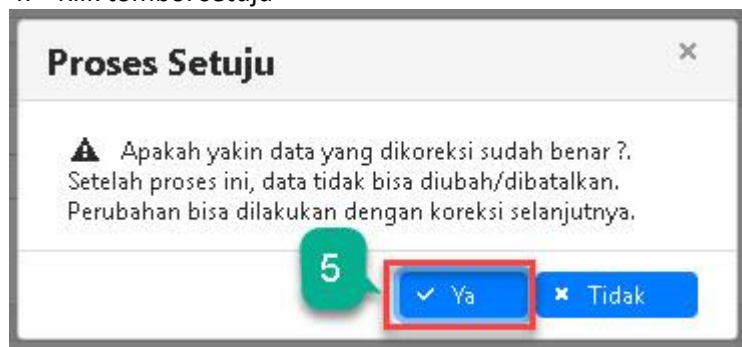 Proses Setuju ×
Apakah yakin data yang dikoreksi sudah benar ?.
Setelah proses ini, data tidak bisa diubah/dibatalkan.
Perubahan bisa dilakukan dengan koreksi selanjutnya.
5
Ya Tidak